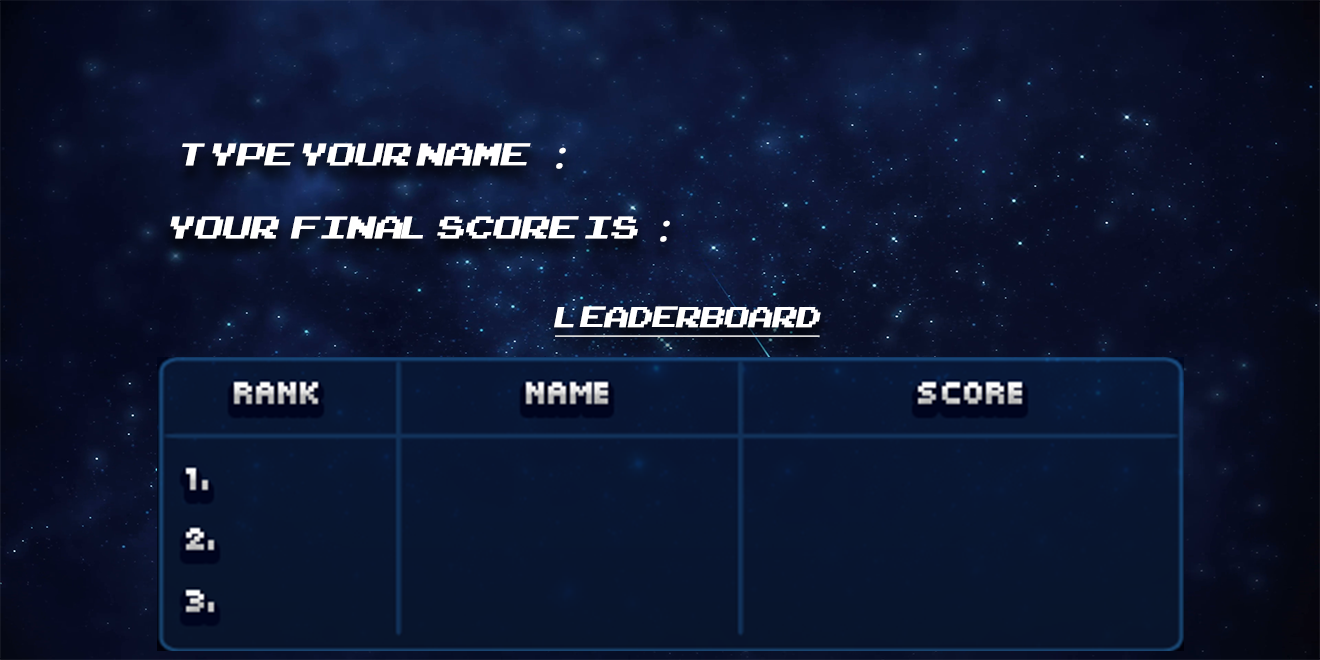 TYPE YOUR NAME :
YOUR FINAL SCORE IS :
LEADERBOARD
RANK NAME SCORE
1.
2.
3.